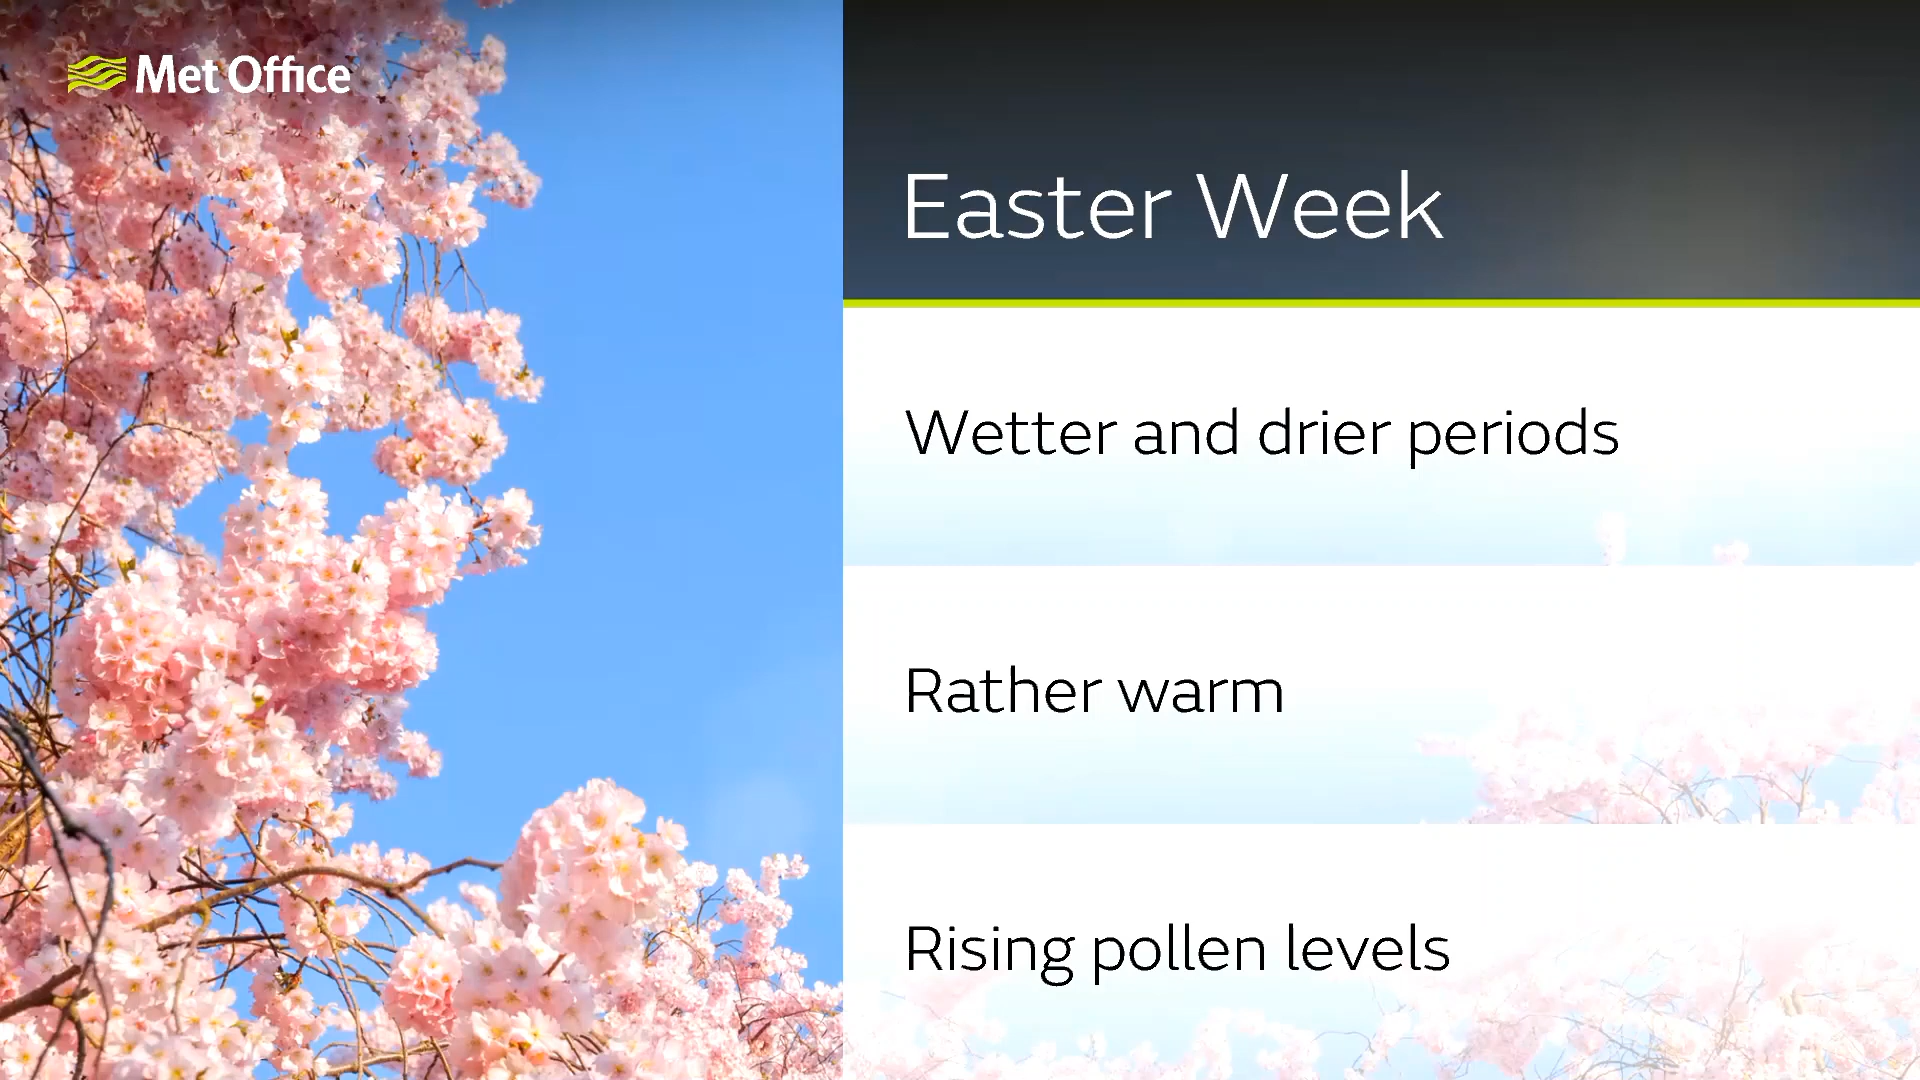 Met Office
Easter Week
Wetter and drier periods
Rather warm
Rising pollen levels